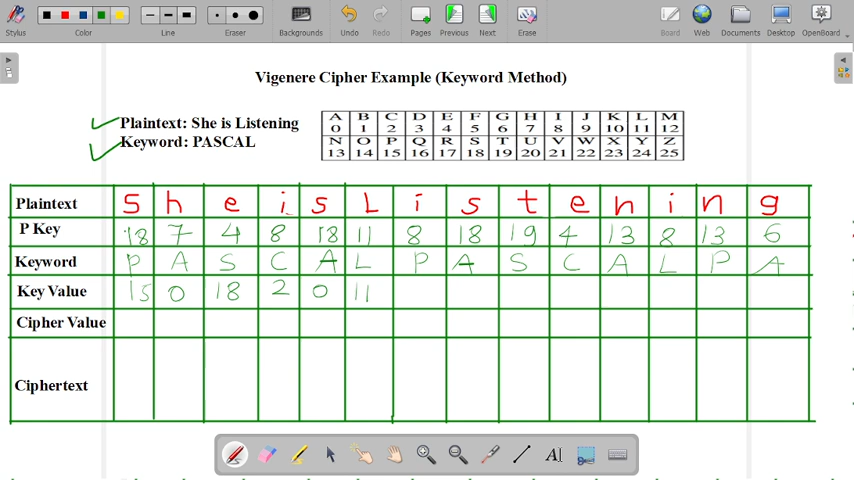 Stylus Color Line Eraser Backgrounds Undo Redo Pages Previous Next Erase Board Web Documents Desktop OpenBoard
Vigenere Cipher Example (Keyword Method)
Plaintext: She is Listening
Keyword: PASCAL
A B C D E F G H I J K L M
0 1 2 3 4 5 6 7 8 9 10 11 12
N O P Q R S T U V W X Y Z
13 14 15 16 17 18 19 20 21 22 23 24 25
Plaintext S h e i s L i s t e n i n g
P Key 18 7 4 8 18 11 8 18 19 4 13 8 13 6
Keyword P A S C A L P A S C A L P A
Key Value 15 0 18 2 0 11
Cipher Value
Ciphertext